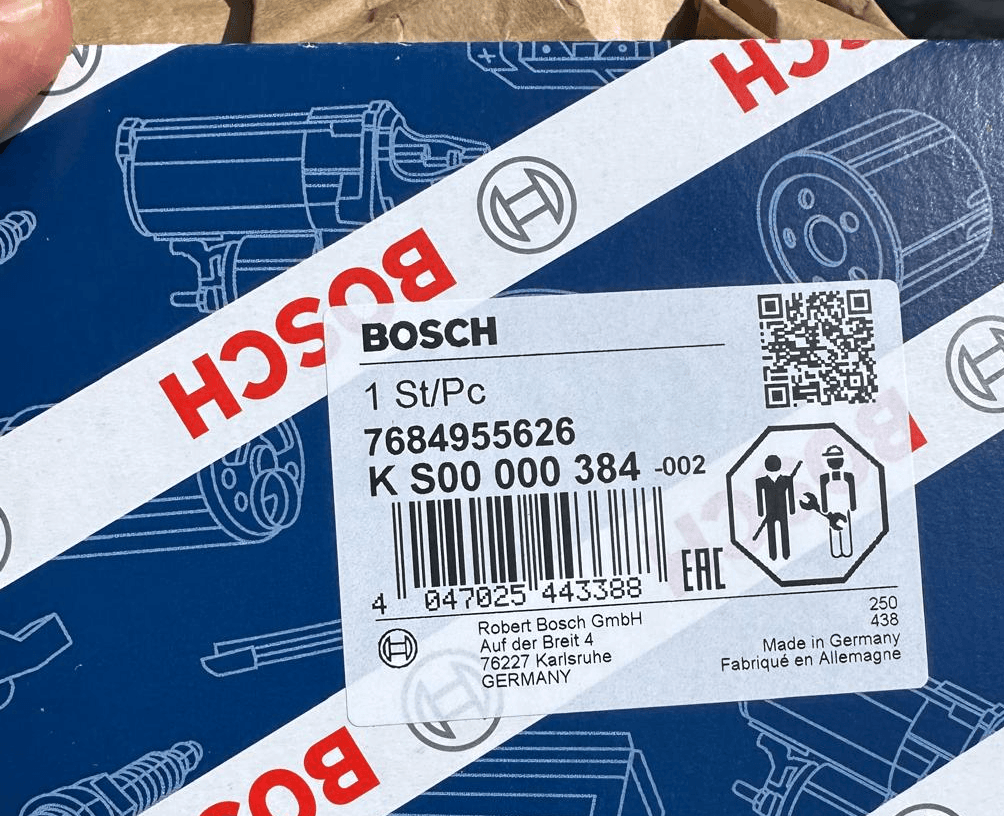 BOSCH
BOSCH
BOSCH
1 St/Pc
7684955626
K S00 000 384 -002
4 047025 443388
EAC
Robert Bosch GmbH
Auf der Breit 4
76227 Karlsruhe
GERMANY
250
438
Made in Germany
Fabriqué en Allemagne
BOSCH